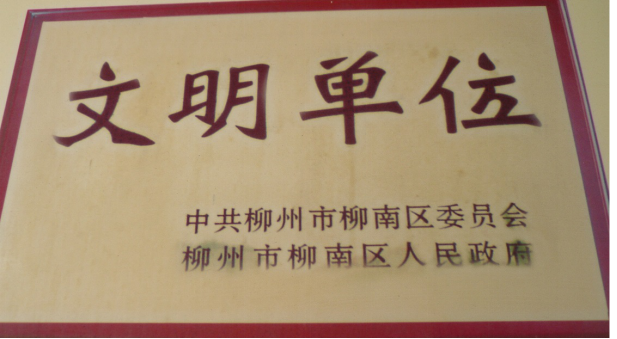 文明单位
中共柳州市柳南区委员会
柳州市柳南区人民政府